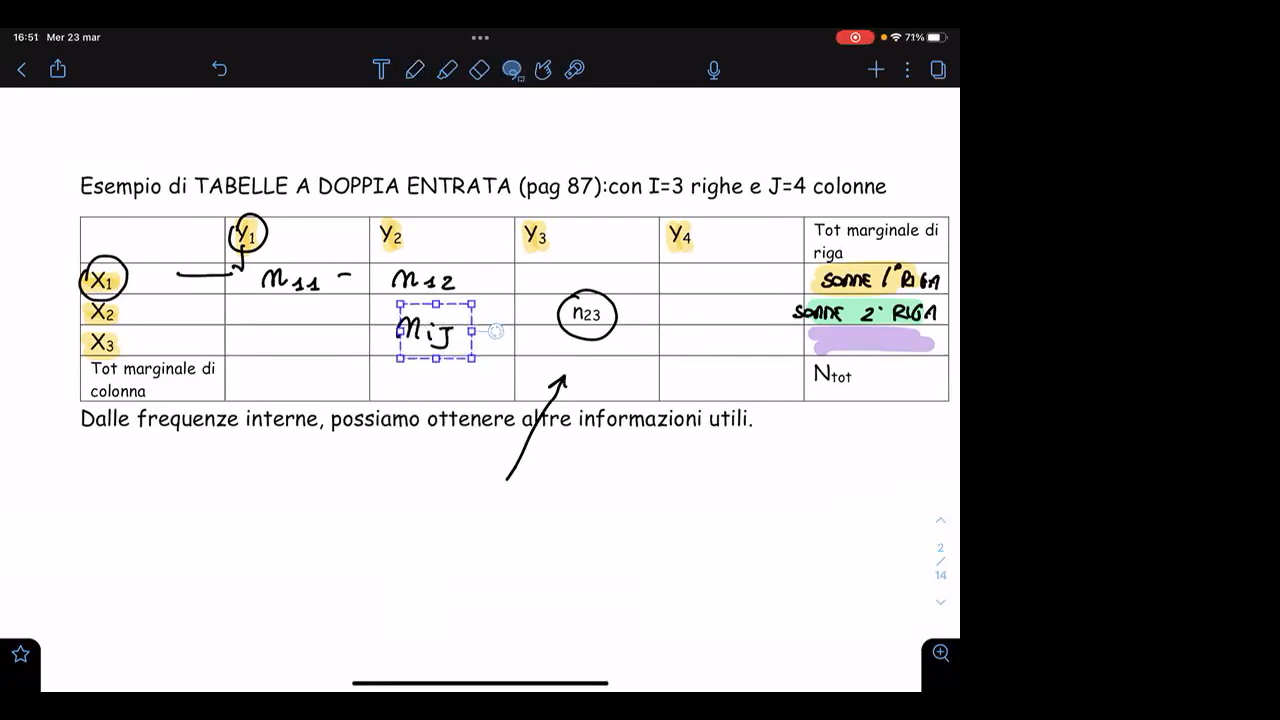 16:51 Mer 23 mar
71%
Esempio di TABELLE A DOPPIA ENTRATA (pag 87):con I=3 righe e J=4 colonne
Y1 Y2 Y3 Y4 Tot marginale di
riga
X1 n11 - n12 SOMME 1ª RIGA
X2 n23 SOMME 2ª RIGA
nij
X3
Tot marginale di
colonna
Ntot
Dalle frequenze interne, possiamo ottenere altre informazioni utili.
2
/
14